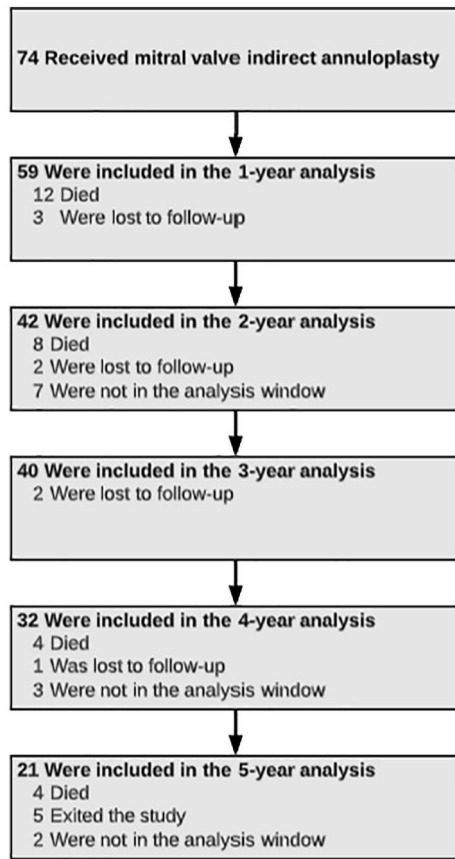 74 Received mitral valve indirect annuloplasty
59 Were included in the 1-year analysis
12 Died
3 Were lost to follow-up
42 Were included in the 2-year analysis
8 Died
2 Were lost to follow-up
7 Were not in the analysis window
40 Were included in the 3-year analysis
2 Were lost to follow-up
32 Were included in the 4-year analysis
4 Died
1 Was lost to follow-up
3 Were not in the analysis window
21 Were included in the 5-year analysis
4 Died
5 Exited the study
2 Were not in the analysis window